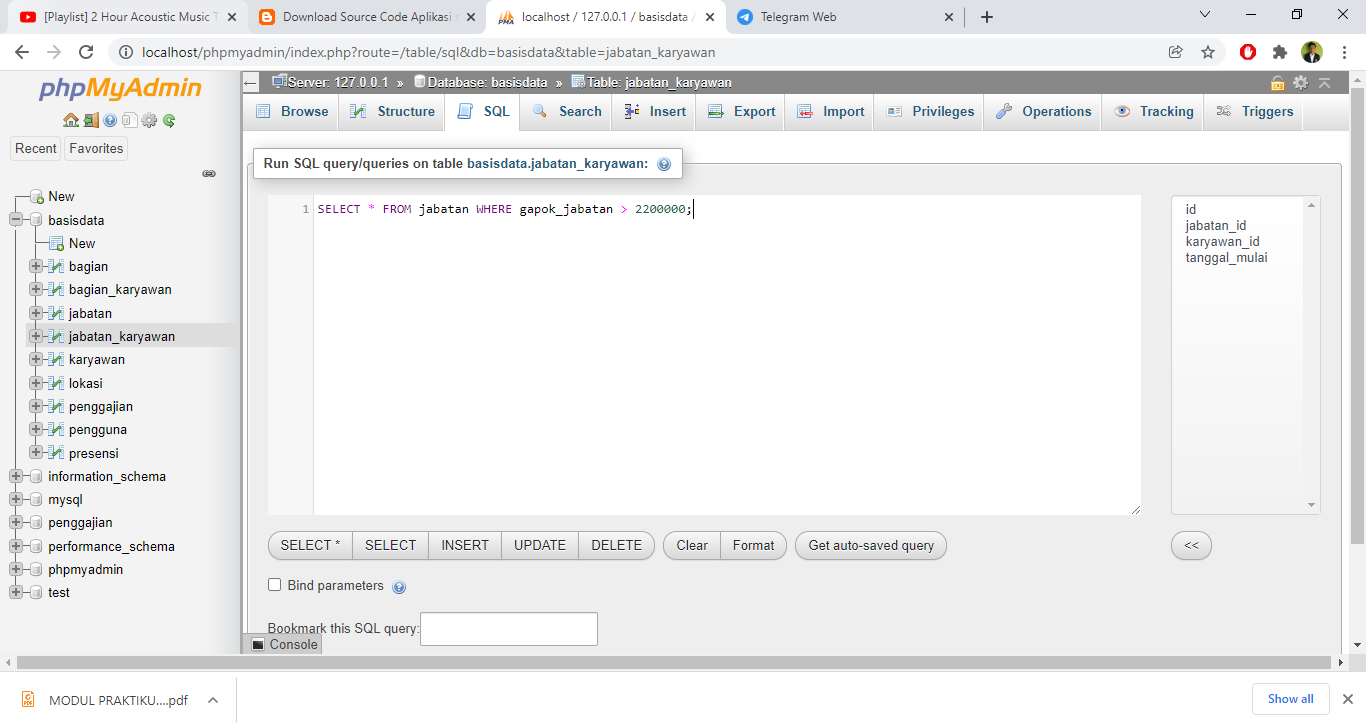 [Playlist] 2 Hour Acoustic Music T
Download Source Code Aplikasi s
localhost / 127.0.0.1 / basisdata /
Telegram Web
localhost/phpmyadmin/index.php?route=/table/sql&db=basisdata&table=jabatan_karyawan
phpMyAdmin
Recent
Favorites
New
basisdata
New
bagian
bagian_karyawan
jabatan
jabatan_karyawan
karyawan
lokasi
penggajian
pengguna
presensi
information_schema
mysql
penggajian
performance_schema
phpmyadmin
test
Server: 127.0.0.1 » Database: basisdata » Table: jabatan_karyawan
Browse
Structure
SQL
Search
Insert
Export
Import
Privileges
Operations
Tracking
Triggers
Run SQL query/queries on table basisdata.jabatan_karyawan:
1 SELECT * FROM jabatan WHERE gapok_jabatan > 2200000;
id
jabatan_id
karyawan_id
tanggal_mulai
SELECT *
SELECT
INSERT
UPDATE
DELETE
Clear
Format
Get auto-saved query
<<
Bind parameters
Bookmark this SQL query:
Console
MODUL PRAKTIKU....pdf
Show all